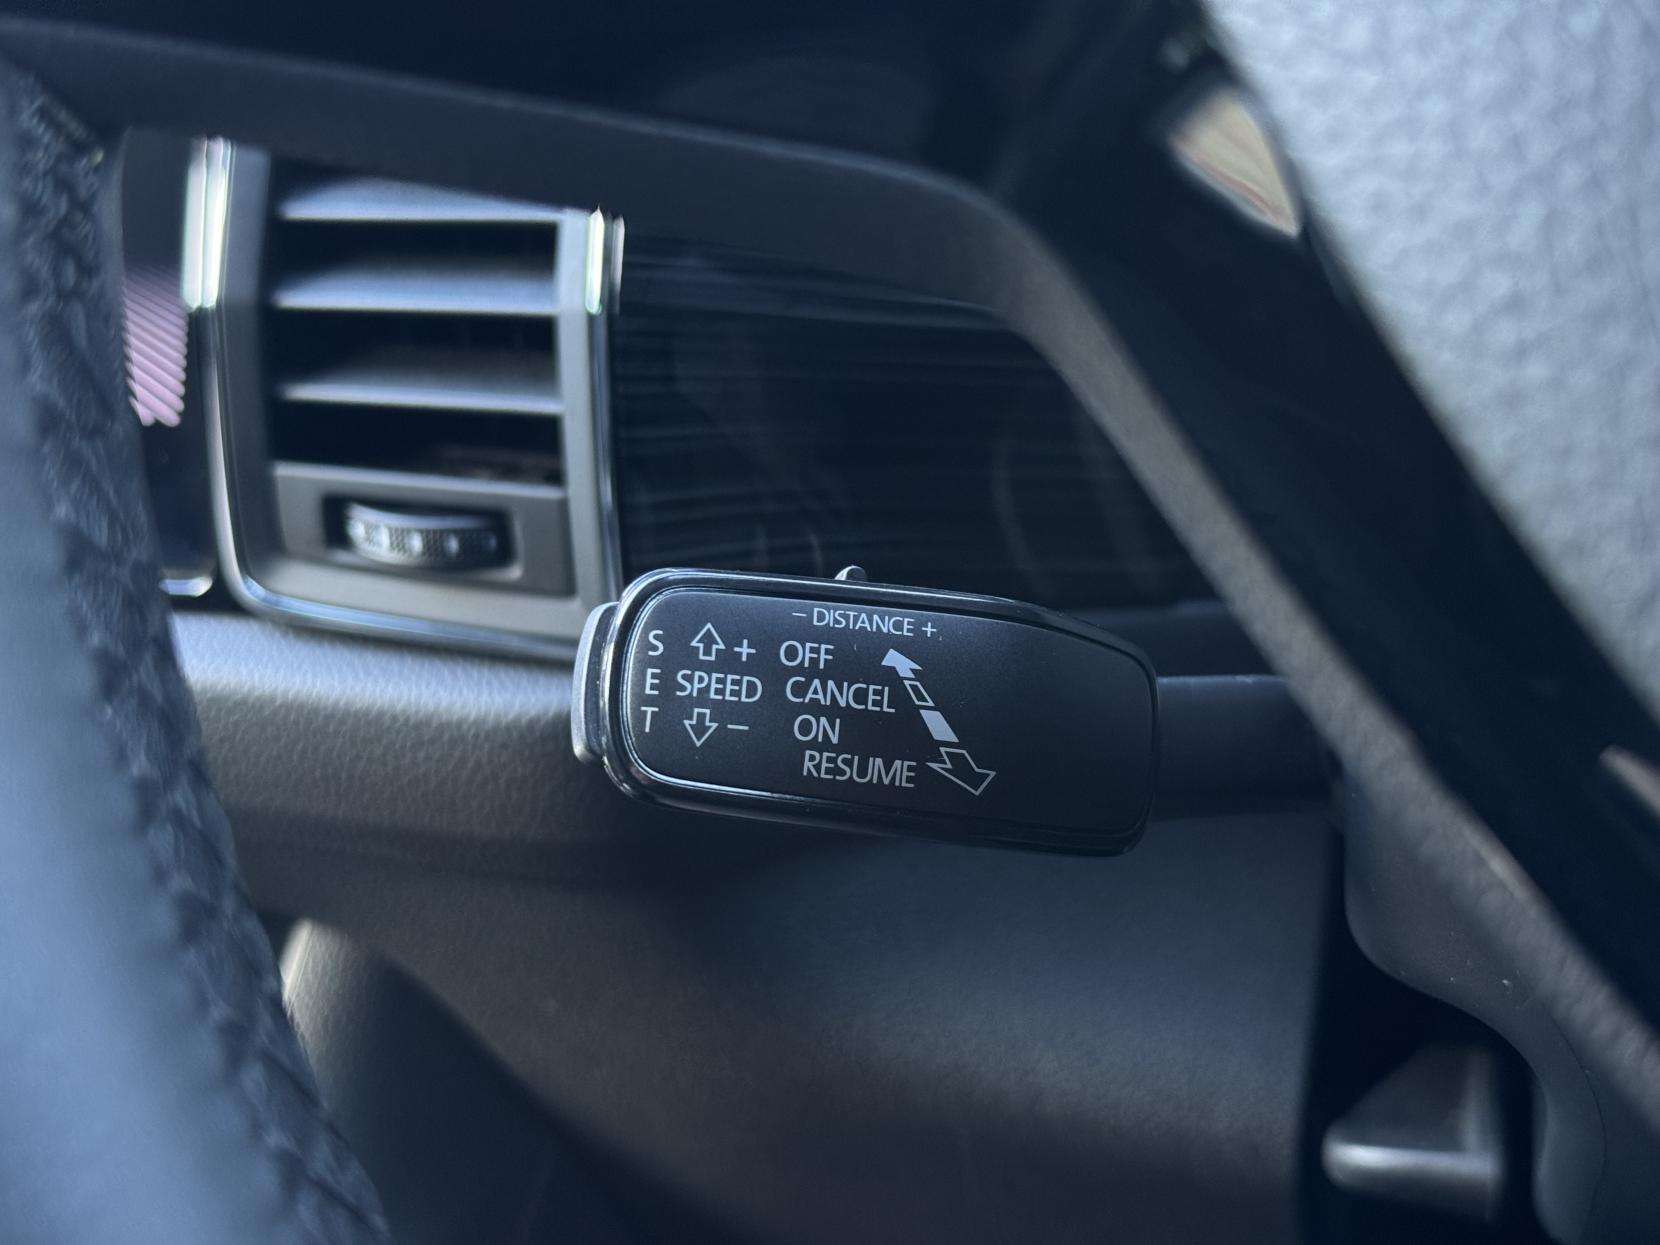 − DISTANCE +
S + OFF
E SPEED CANCEL
T − ON
RESUME